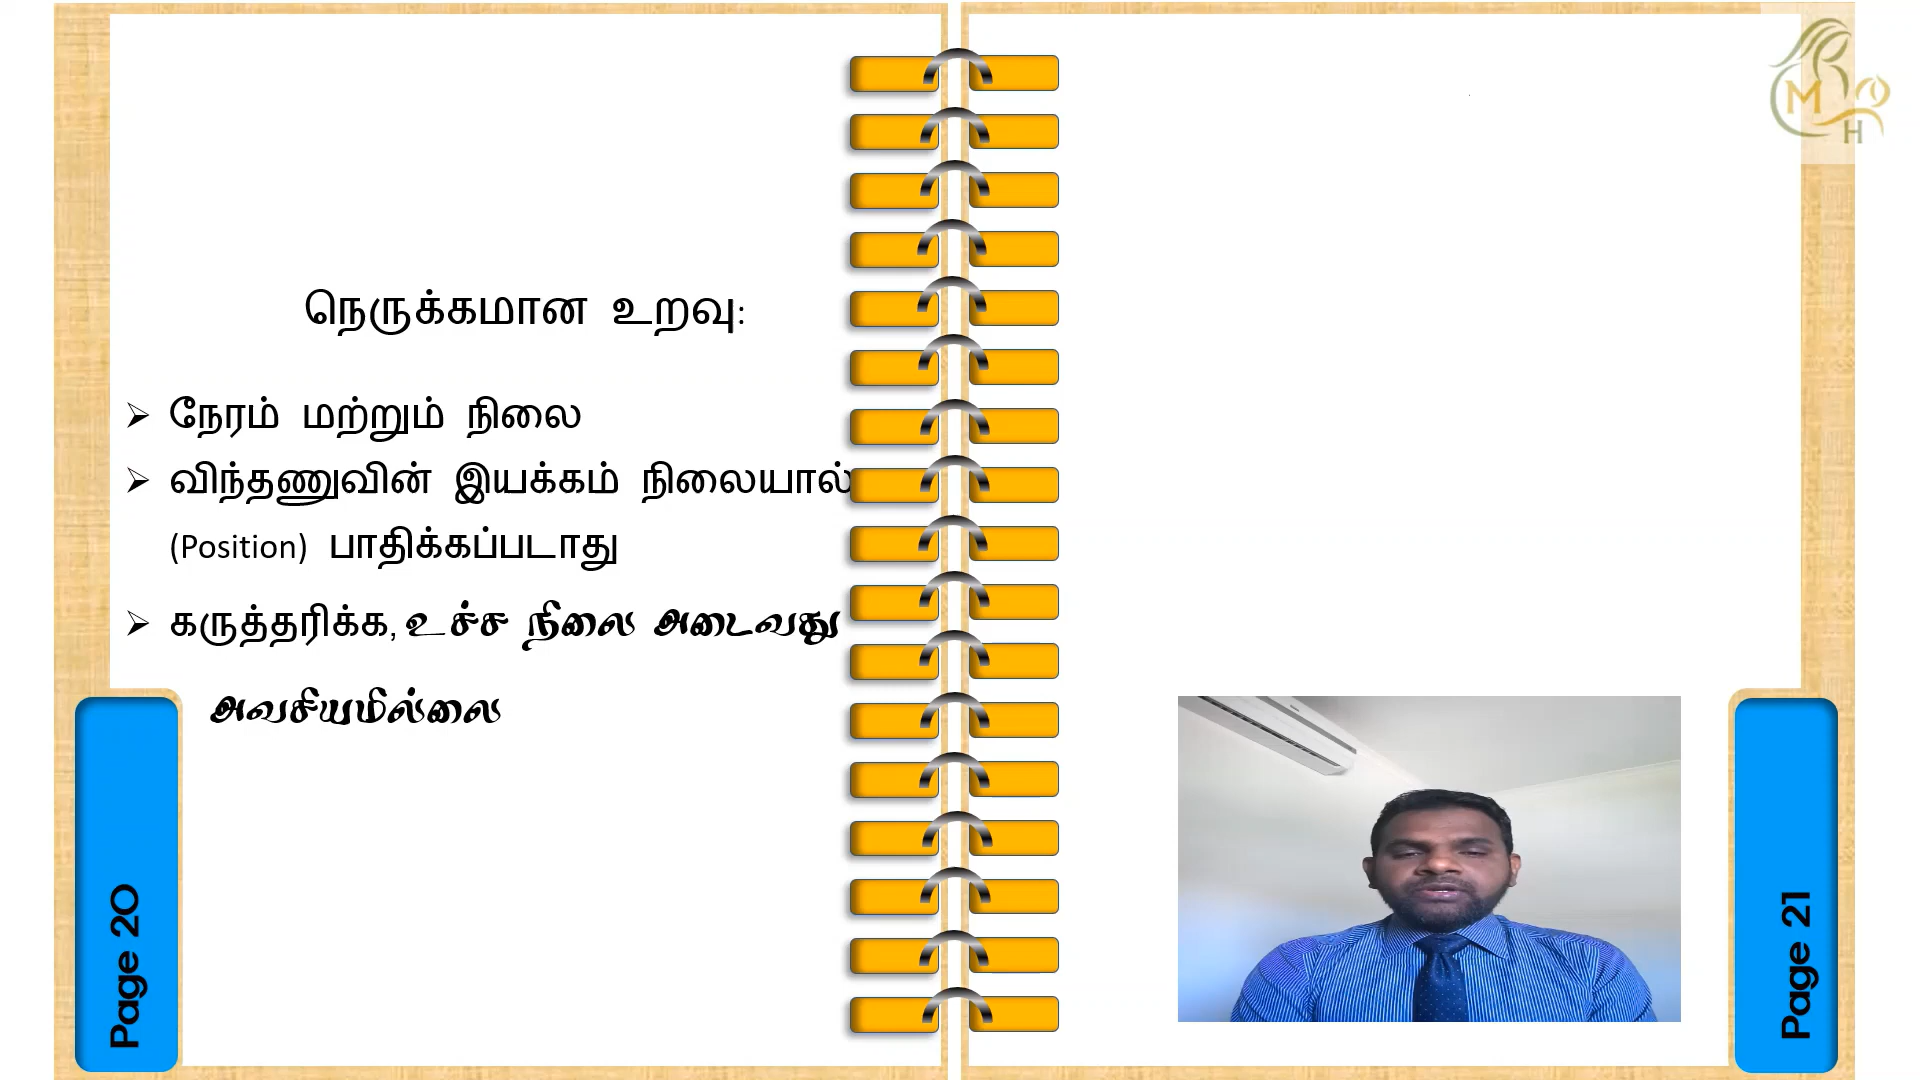 நெருக்கமான உறவு:
➢ நேரம் மற்றும் நிலை
➢ விந்தணுவின் இயக்கம் நிலையால்
(Position) பாதிக்கப்படாது
➢ கருத்தரிக்க, உச்ச நிலை அடைவது
அவசியமில்லை
Page 20
Page 21
M
H